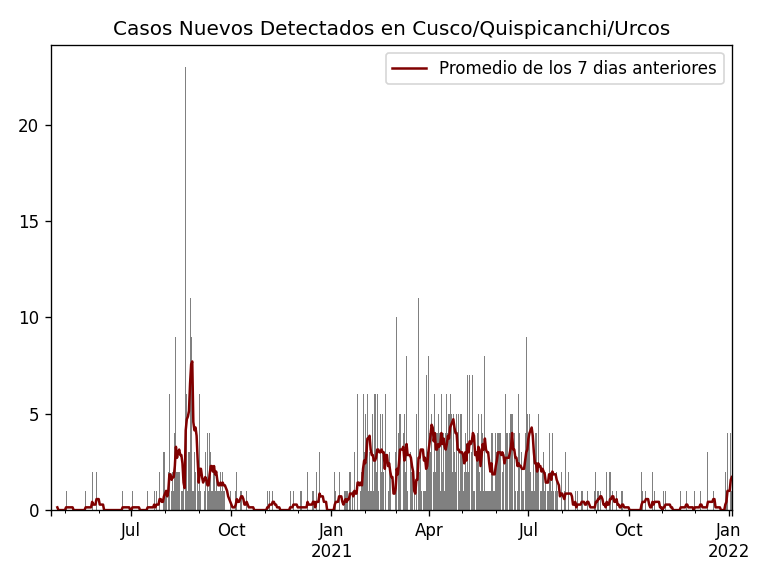 Casos Nuevos Detectados en Cusco/Quispicanchi/Urcos
Promedio de los 7 dias anteriores
20
15
10
5
0
Jul Oct Jan Apr Jul Oct Jan
2021 2022